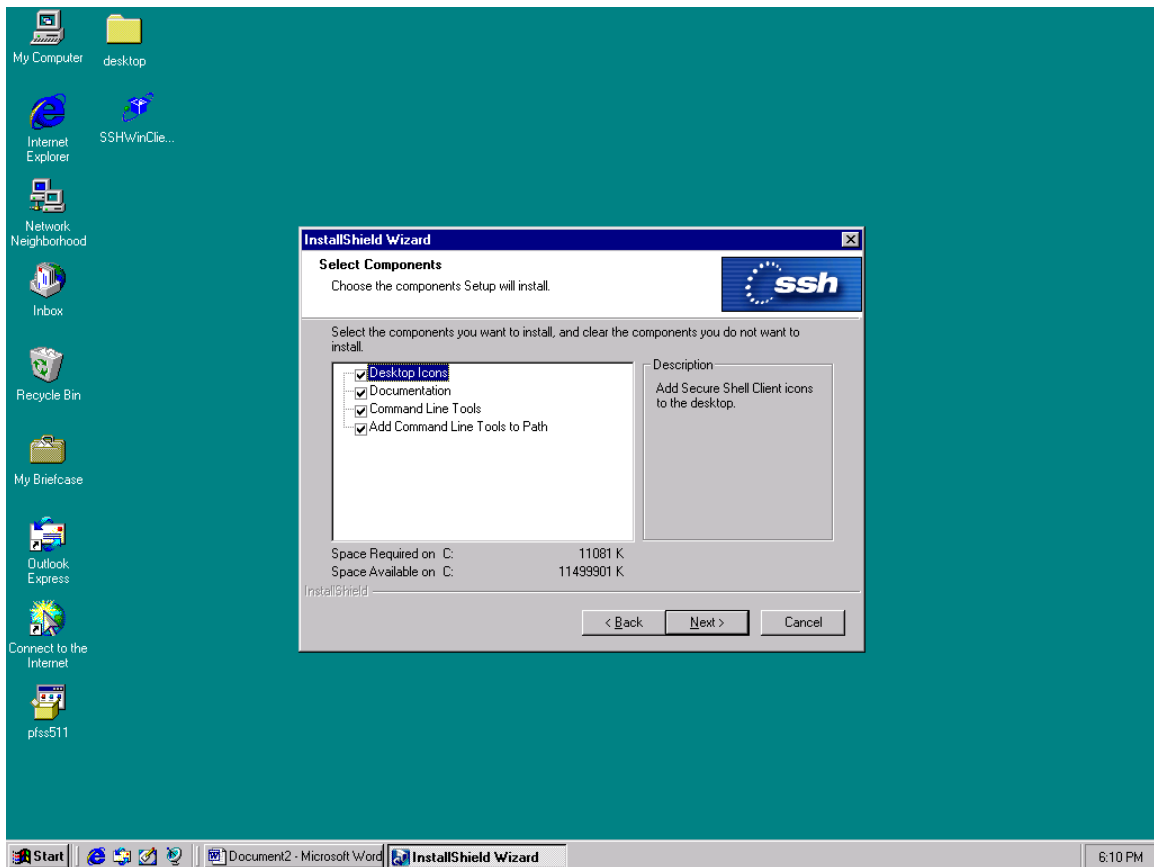 My Computer
desktop
Internet
Explorer
SSHWinClie...
Network
Neighborhood
Inbox
Recycle Bin
My Briefcase
Outlook
Express
Connect to the
Internet
pfss511
InstallShield Wizard
Select Components
Choose the components Setup will install.
ssh
Select the components you want to install, and clear the components you do not want to
install.
Desktop Icons
Documentation
Command Line Tools
Add Command Line Tools to Path
Description
Add Secure Shell Client icons
to the desktop.
Space Required on C: 11081 K
Space Available on C: 11499901 K
InstallShield
< Back
Next >
Cancel
Start
Document2 - Microsoft Word
InstallShield Wizard
6:10 PM